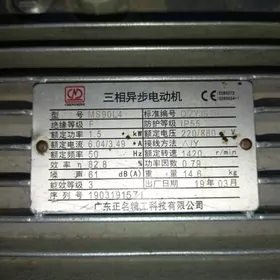 三相异步电动机
型号 MS90L4 标准编号
绝缘等级 F 防护等级 IP55
额定功率 1.5 kW 额定电压 220/380 V
额定电流 6.04/3.49 A 接线方法 △/Y
额定频率 50 Hz 额定转速 1420 r/min
效率 82.8 % 功率因数 0.79
噪声 61 dB(A) 重量 14.6 kg
能效等级 3 出厂日期 19年03月
序列号
广东正名精工科技有限公司